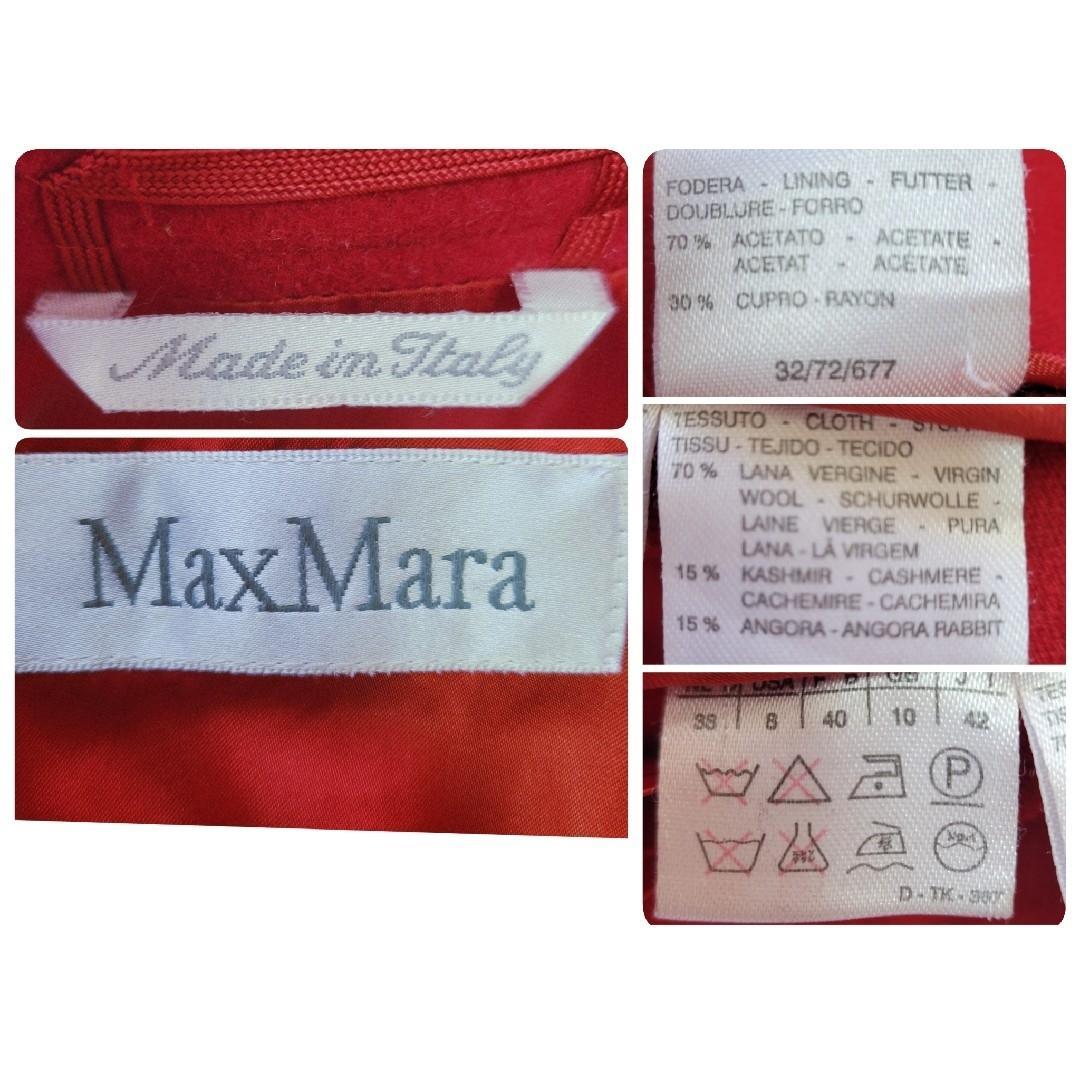 Made in Italy
MaxMara
FODERA - LINING - FUTTER -
DOUBLURE - FORRO
70 % ACETATO - ACETATE -
ACETAT - ACETATE
30 % CUPRO - RAYON
32/72/677
TESSUTO - CLOTH -
TISSU - TEJIDO - TECIDO
70 % LANA VERGINE - VIRGIN
WOOL - SCHURWOLLE -
LAINE VIERGE - PURA
LANA - LÃ VIRGEM
15 % KASHMIR - CASHMERE -
CACHEMIRE - CACHEMIRA
15 % ANGORA - ANGORA RABBIT
USA
38 8 40 10 42
P
D - TK - 360°